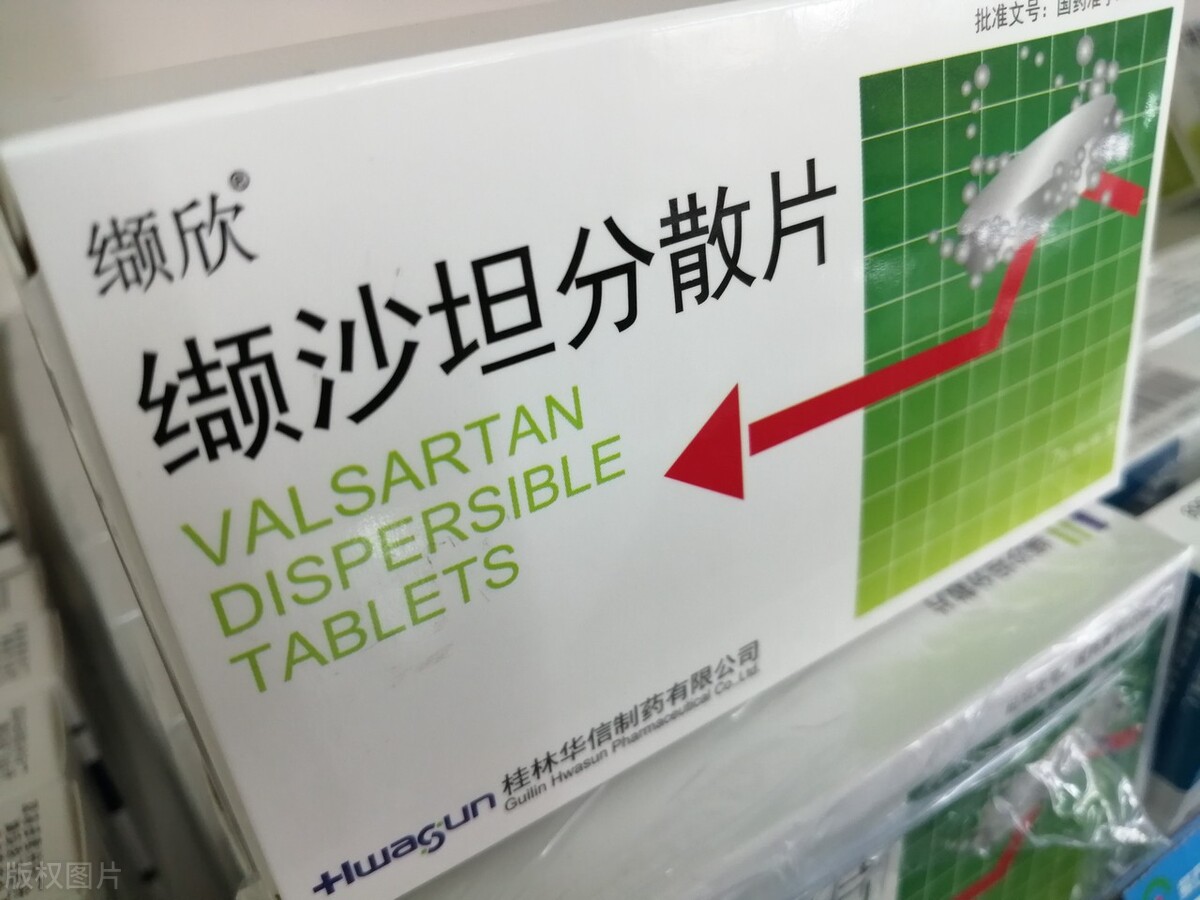 批准文号：国药准字
缬欣®
缬沙坦分散片
VALSARTAN
DISPERSIBLE
TABLETS
Hwasun 桂林华信制药有限公司
Guilin Hwasun Pharmaceutical Co.,Ltd.
版权图片